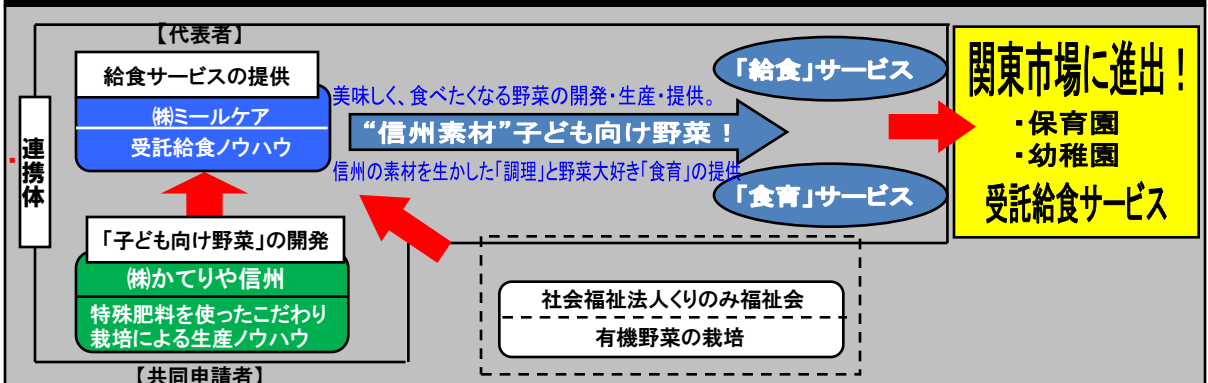 【代表者】
給食サービスの提供
㈱ミールケア
受託給食ノウハウ
連携体
「子ども向け野菜」の開発
㈱かてりや信州
特殊肥料を使ったこだわり
栽培による生産ノウハウ
【共同申請者】
美味しく、食べたくなる野菜の開発・生産・提供。
“信州素材”子ども向け野菜！
信州の素材を生かした「調理」と野菜大好き「食育」の提供
「給食」サービス
「食育」サービス
社会福祉法人くりのみ福祉会
有機野菜の栽培
関東市場に進出！
・保育園
・幼稚園
受託給食サービス